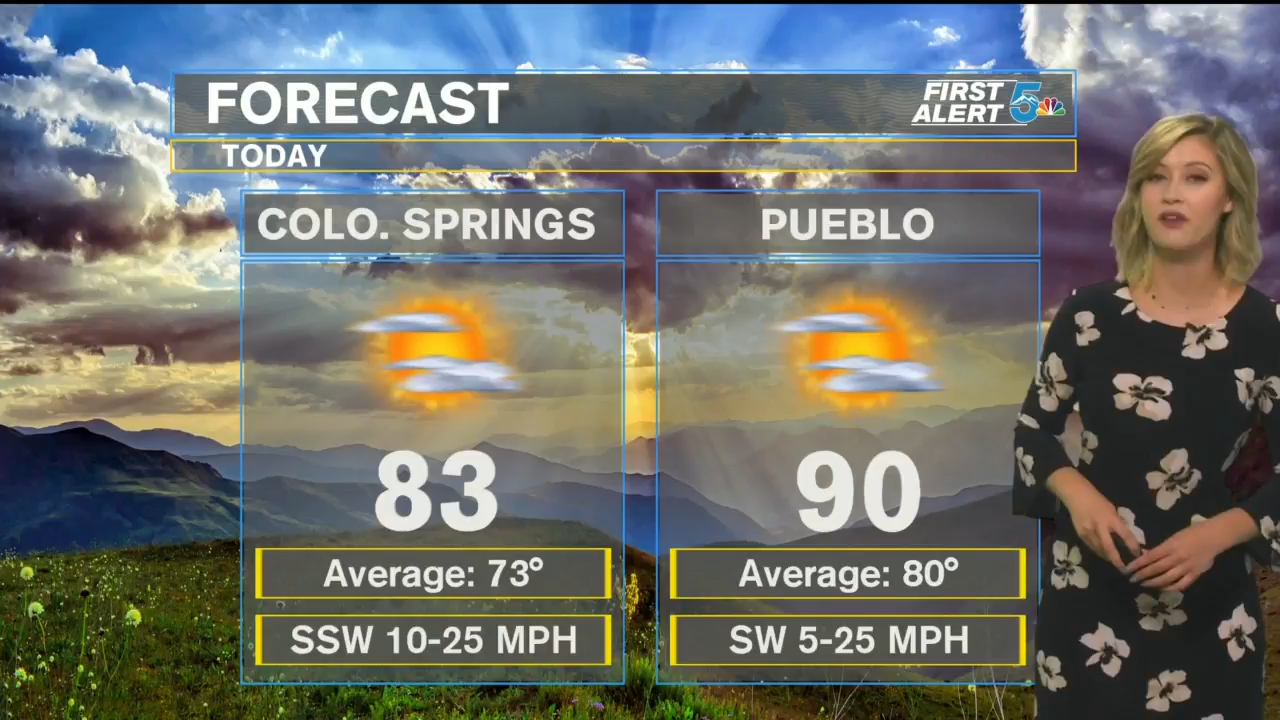 FORECAST
FIRST
ALERT 5
TODAY
COLO. SPRINGS
PUEBLO
83
90
Average: 73°
Average: 80°
SSW 10-25 MPH
SW 5-25 MPH